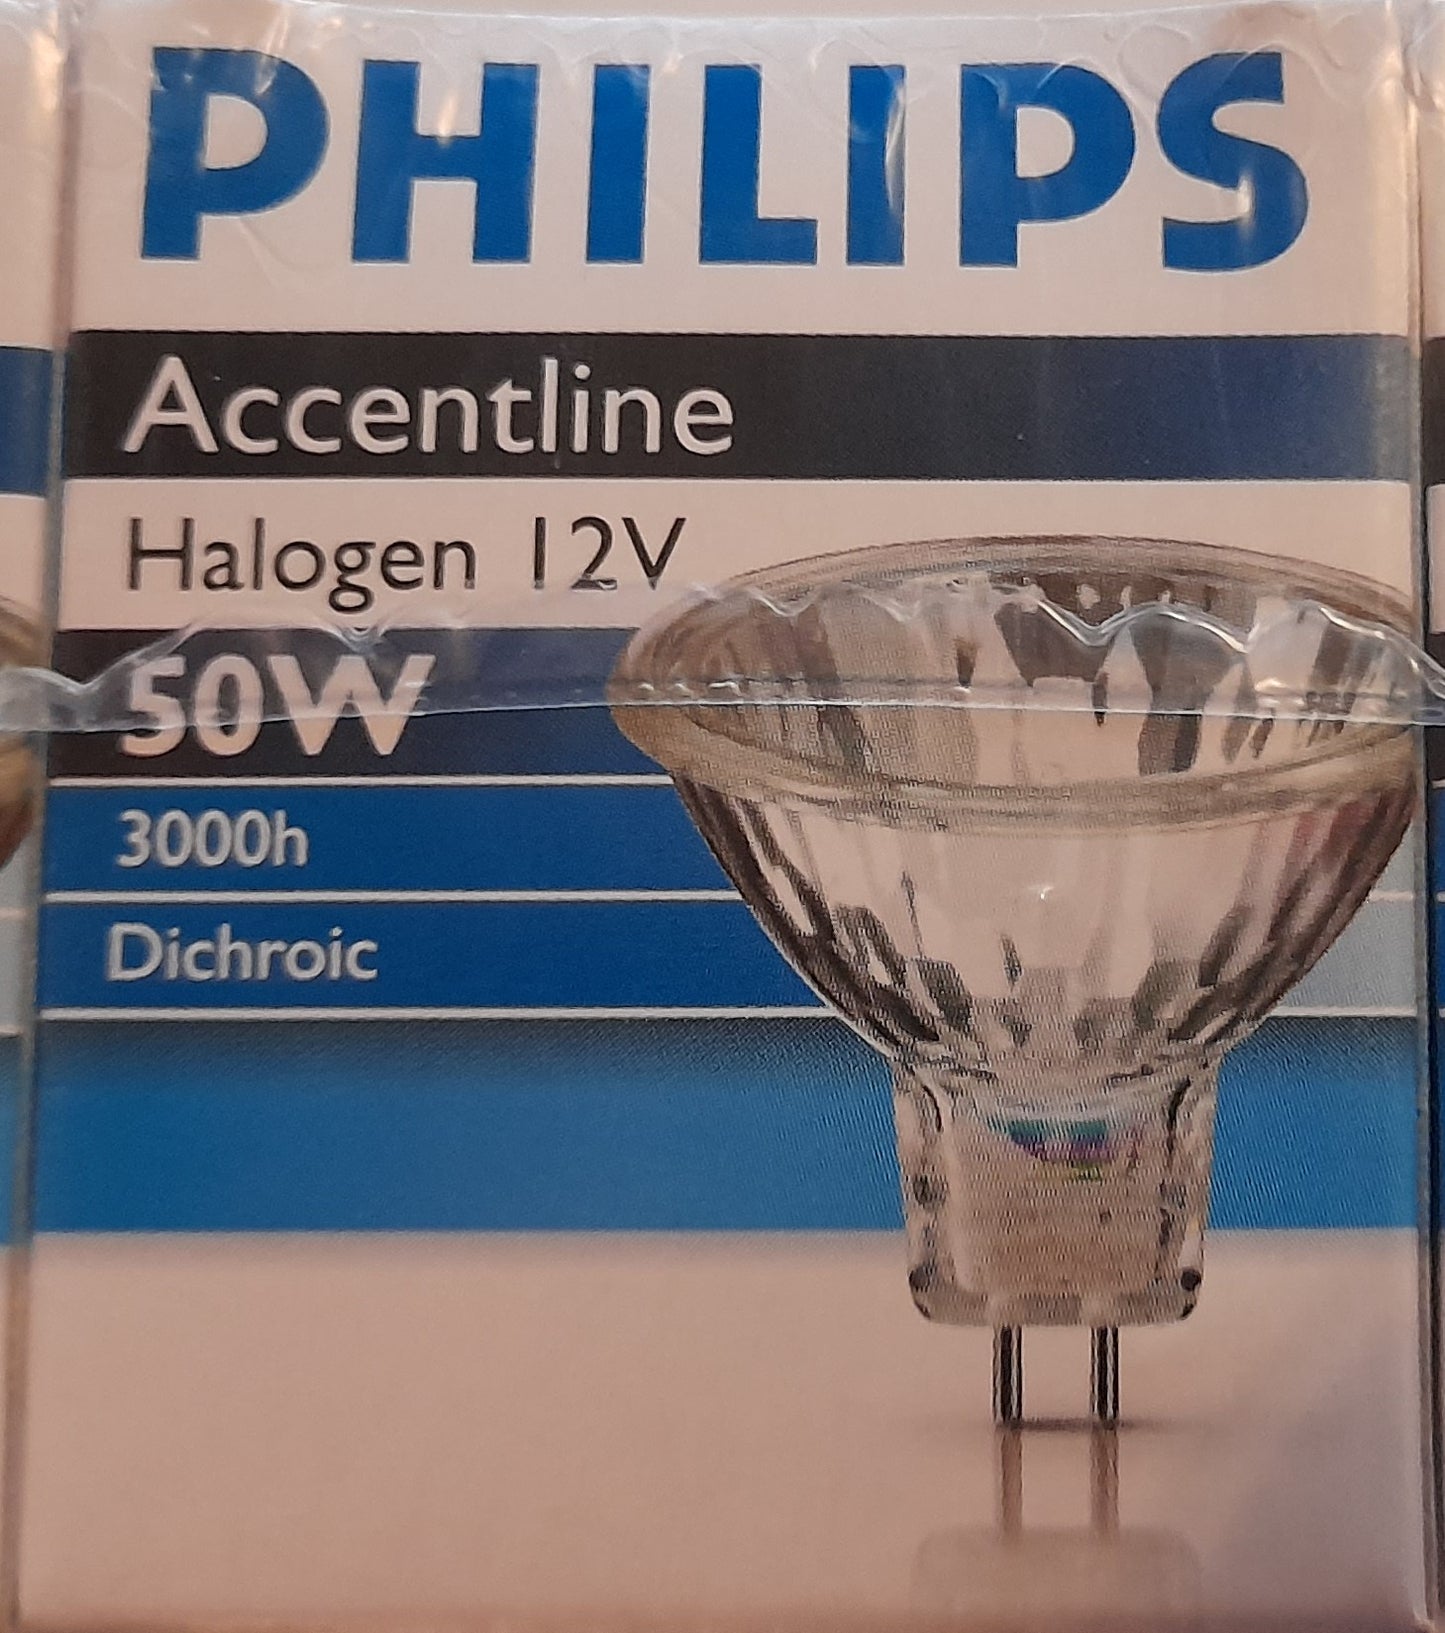 PHILIPS
Accentline
Halogen 12V
50W
3000h
Dichroic